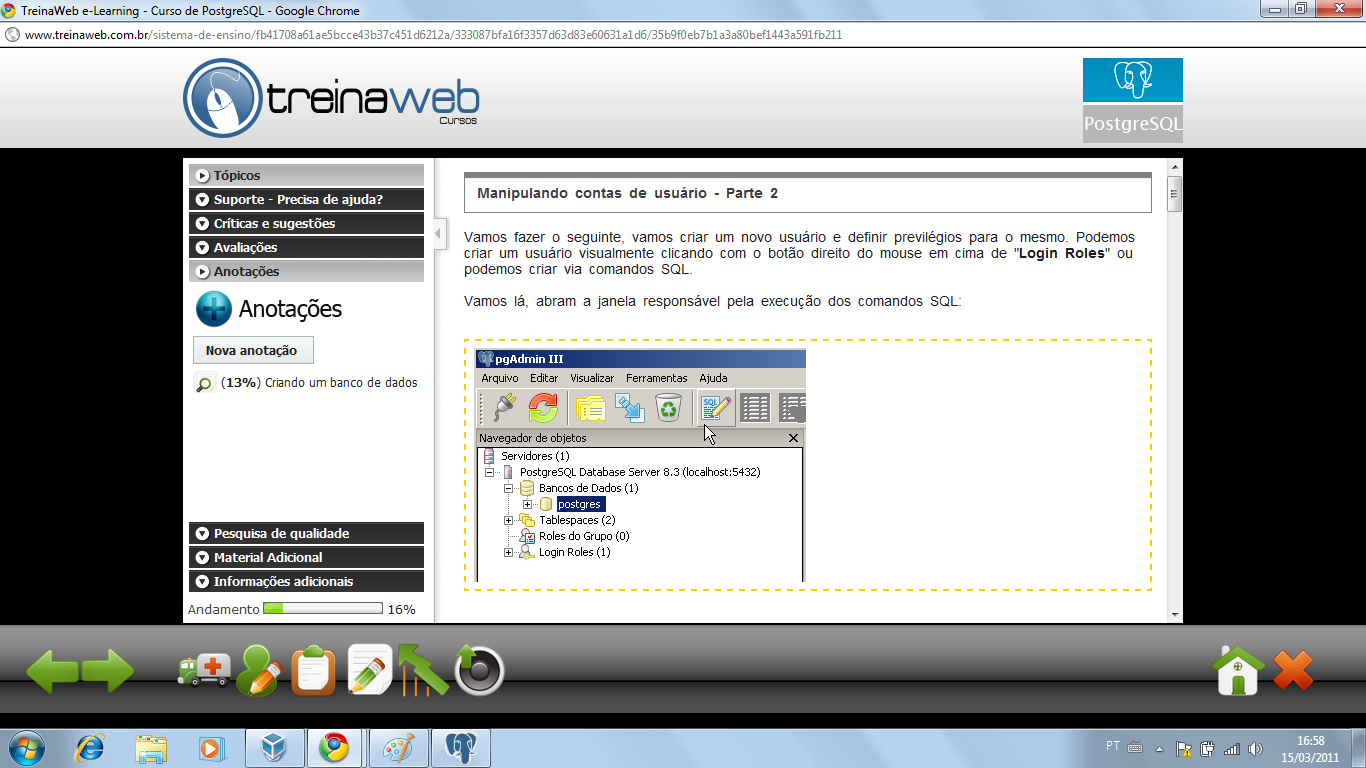 TreinaWeb e-Learning - Curso de PostgreSQL - Google Chrome
www.treinaweb.com.br/sistema-de-ensino/fb41708a61ae5bcce43b37c451d6212a/333087bfa16f3357d63d83e60631a1d6/35b9f0eb7b1a3a80bef1443a591fb211
treinaweb
Cursos
PostgreSQL
Tópicos
Suporte - Precisa de ajuda?
Críticas e sugestões
Avaliações
Anotações
Anotações
Nova anotação
(13%) Criando um banco de dados
Pesquisa de qualidade
Material Adicional
Informações adicionais
Andamento 16%
Manipulando contas de usuário - Parte 2
Vamos fazer o seguinte, vamos criar um novo usuário e definir previlégios para o mesmo. Podemos
criar um usuário visualmente clicando com o botão direito do mouse em cima de "Login Roles" ou
podemos criar via comandos SQL.
Vamos lá, abram a janela responsável pela execução dos comandos SQL:
pgAdmin III
Arquivo Editar Visualizar Ferramentas Ajuda
SQL
Navegador de objetos
Servidores (1)
PostgreSQL Database Server 8.3 (localhost:5432)
Bancos de Dados (1)
postgres
Tablespaces (2)
Roles do Grupo (0)
Login Roles (1)
PT
16:58
15/03/2011